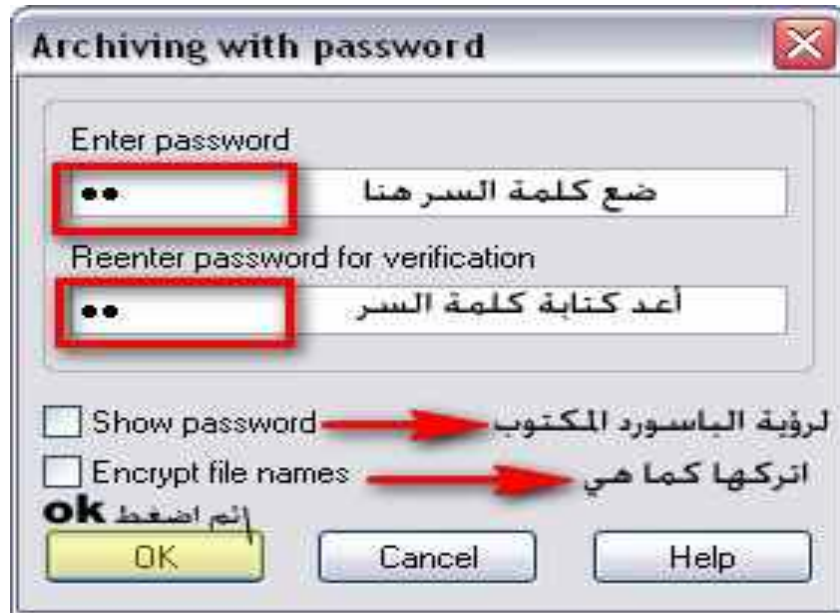 Archiving with password
Enter password
•• ضع كلمة السر هنا
Reenter password for verification
•• أعد كتابة كلمة السر
Show password لرؤية الباسورد المكتوب
Encrypt file names اتركها كما هي
ثم اضغط ok
OK Cancel Help